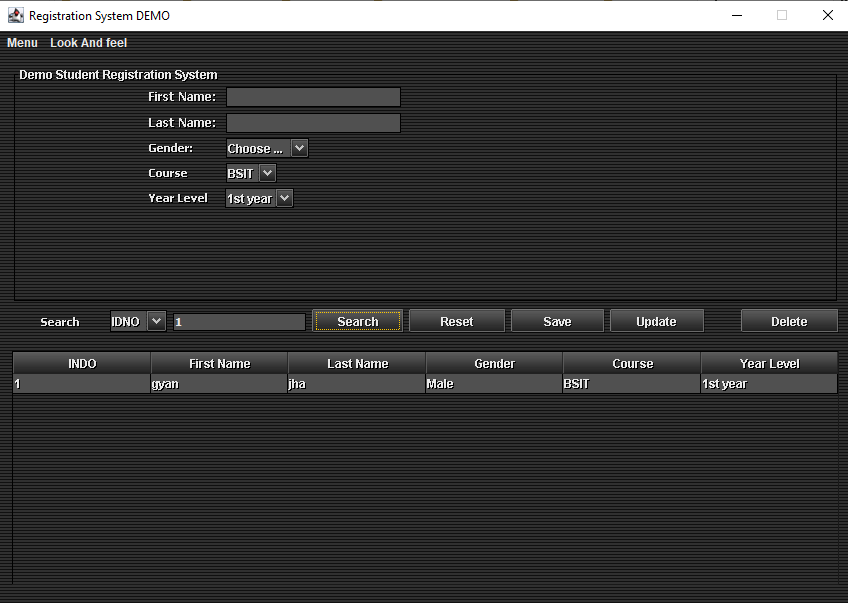 Registration System DEMO
Menu Look And feel
Demo Student Registration System
First Name:
Last Name:
Gender: Choose ...
Course BSIT
Year Level 1st year
Search IDNO 1 Search Reset Save Update Delete
INDO First Name Last Name Gender Course Year Level
1 gyan jha Male BSIT 1st year